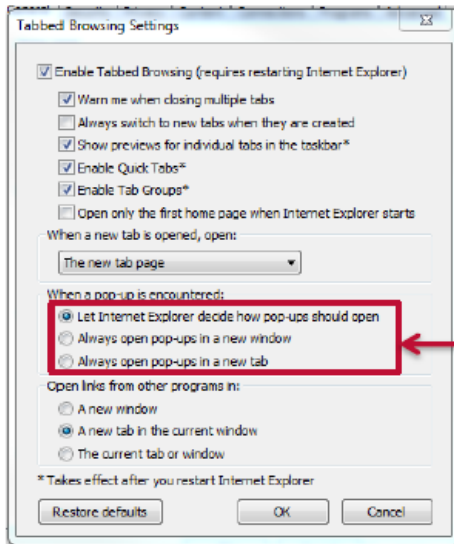 Tabbed Browsing Settings
Enable Tabbed Browsing (requires restarting Internet Explorer)
Warn me when closing multiple tabs
Always switch to new tabs when they are created
Show previews for individual tabs in the taskbar*
Enable Quick Tabs*
Enable Tab Groups*
Open only the first home page when Internet Explorer starts
When a new tab is opened, open:
The new tab page
When a pop-up is encountered:
Let Internet Explorer decide how pop-ups should open
Always open pop-ups in a new window
Always open pop-ups in a new tab
Open links from other programs in:
A new window
A new tab in the current window
The current tab or window
* Takes effect after you restart Internet Explorer
Restore defaults OK Cancel